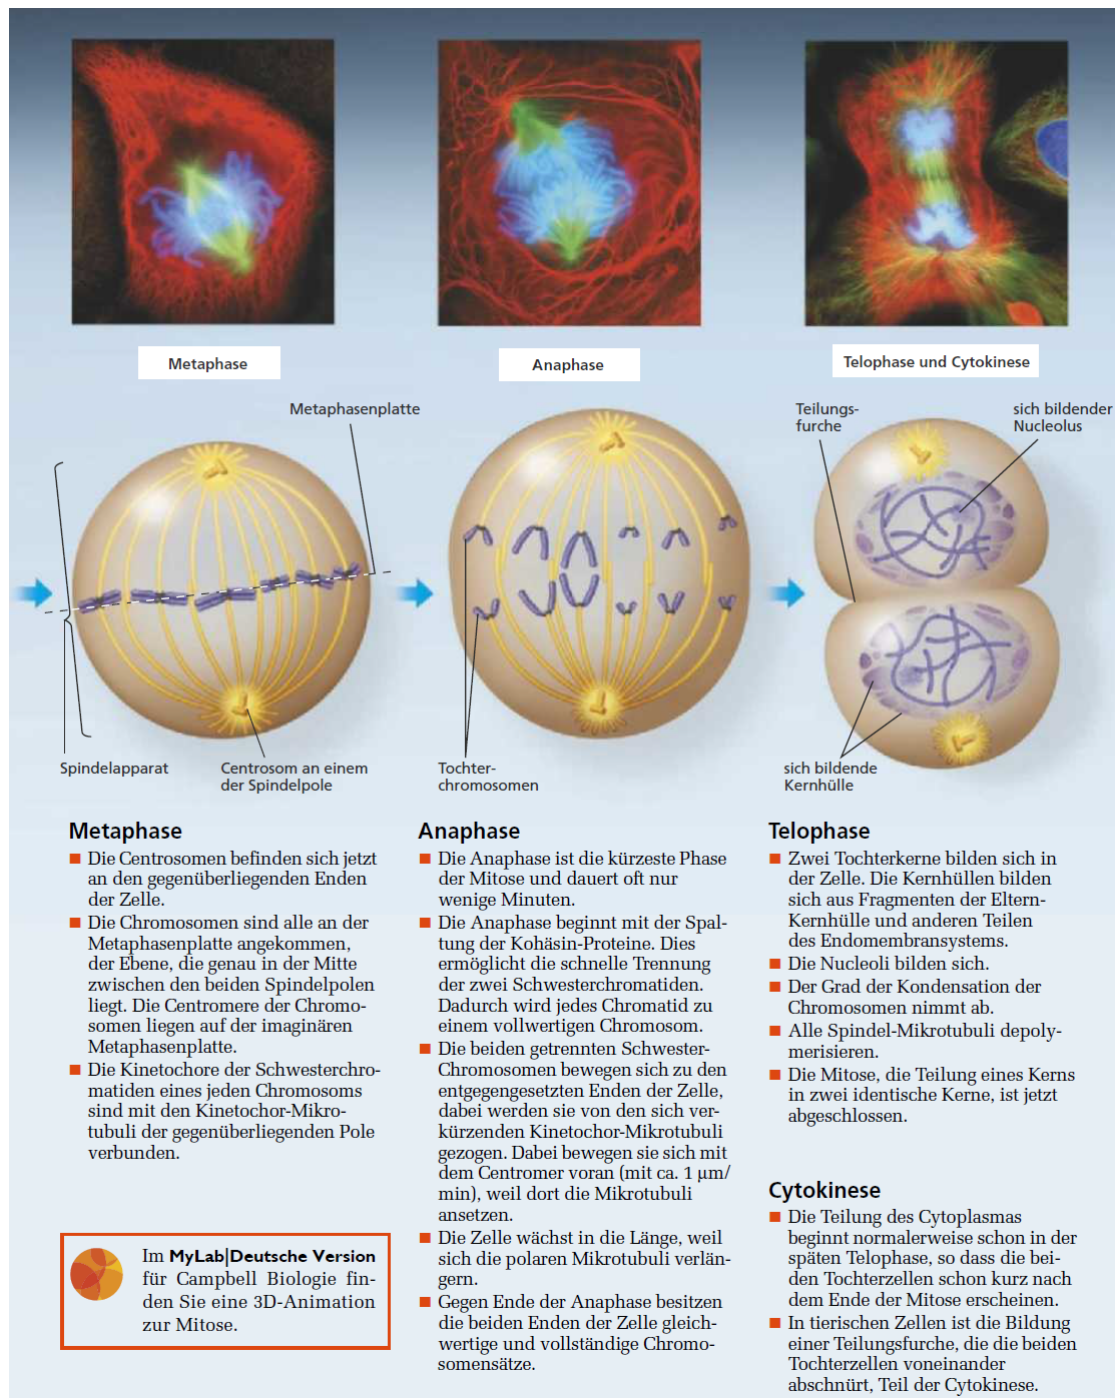 Metaphase
Anaphase
Telophase und Cytokinese
Metaphasenplatte
Teilungs-
furche
sich bildender
Nucleolus
Spindelapparat
Centrosom an einem
der Spindelpole
Tochter-
chromosomen
sich bildende
Kernhülle
Metaphase
Die Centrosomen befinden sich jetzt
an den gegenüberliegenden Enden
der Zelle.
Die Chromosomen sind alle an der
Metaphasenplatte angekommen,
der Ebene, die genau in der Mitte
zwischen den beiden Spindelpolen
liegt. Die Centromere der Chromo-
somen liegen auf der imaginären
Metaphasenplatte.
Die Kinetochore der Schwesterchro-
matiden eines jeden Chromosoms
sind mit den Kinetochor-Mikro-
tubuli der gegenüberliegenden Pole
verbunden.
Im MyLab|Deutsche Version
für Campbell Biologie fin-
den Sie eine 3D-Animation
zur Mitose.
Anaphase
Die Anaphase ist die kürzeste Phase
der Mitose und dauert oft nur
wenige Minuten.
Die Anaphase beginnt mit der Spal-
tung der Kohäsin-Proteine. Dies
ermöglicht die schnelle Trennung
der zwei Schwesterchromatiden.
Dadurch wird jedes Chromatid zu
einem vollwertigen Chromosom.
Die beiden getrennten Schwester-
Chromosomen bewegen sich zu den
entgegengesetzten Enden der Zelle,
dabei werden sie von den sich ver-
kürzenden Kinetochor-Mikrotubuli
gezogen. Dabei bewegen sie sich mit
dem Centromer voran (mit ca. 1 µm/
min), weil dort die Mikrotubuli
ansetzen.
Die Zelle wächst in die Länge, weil
sich die polaren Mikrotubuli verlän-
gern.
Gegen Ende der Anaphase besitzen
die beiden Enden der Zelle gleich-
wertige und vollständige Chromo-
somensätze.
Telophase
Zwei Tochterkerne bilden sich in
der Zelle. Die Kernhüllen bilden
sich aus Fragmenten der Eltern-
Kernhülle und anderen Teilen
des Endomembransystems.
Die Nucleoli bilden sich.
Der Grad der Kondensation der
Chromosomen nimmt ab.
Alle Spindel-Mikrotubuli depoly-
merisieren.
Die Mitose, die Teilung eines Kerns
in zwei identische Kerne, ist jetzt
abgeschlossen.
Cytokinese
Die Teilung des Cytoplasmas
beginnt normalerweise schon in der
späten Telophase, so dass die bei-
den Tochterzellen schon kurz nach
dem Ende der Mitose erscheinen.
In tierischen Zellen ist die Bildung
einer Teilungsfurche, die die beiden
Tochterzellen voneinander
abschnürt, Teil der Cytokinese.